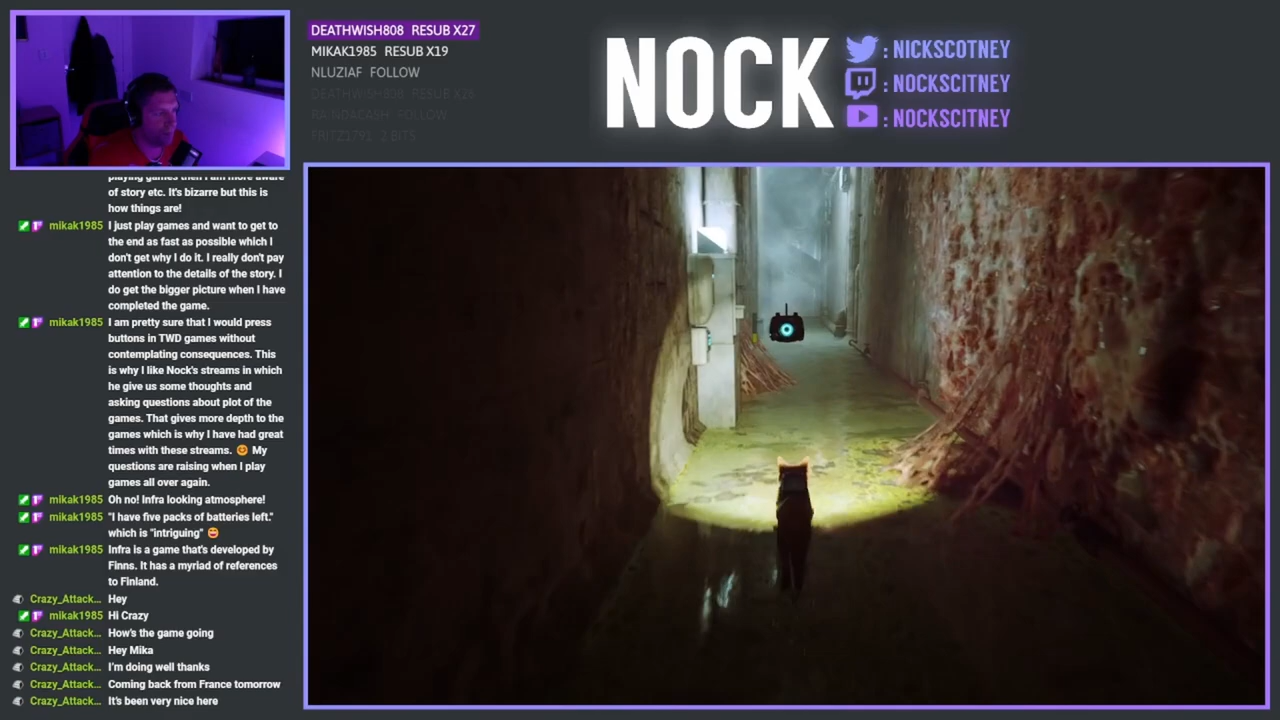 DEATHWISH808 RESUB X27
MIKAK1985 RESUB X19
NLUZIAF FOLLOW
DEATHWISH808 RESUB X26
FRITZ1791 2 BITS
NOCK
: NICKSCOTNEY
: NOCKSCITNEY
: NOCKSCITNEY
playing games then I am more aware
of story etc. It's bizarre but this is
how things are!
mikak1985 I just play games and want to get to
the end as fast as possible which I
don't get why I do it. I really don't pay
attention to the details of the story. I
do get the bigger picture when I have
completed the game.
mikak1985 I am pretty sure that I would press
buttons in TWD games without
contemplating consequences. This
is why I like Nock's streams in which
he give us some thoughts and
asking questions about plot of the
games. That gives more depth to the
games which is why I have had great
times with these streams. 😊 My
questions are raising when I play
games all over again.
mikak1985 Oh no! Infra looking atmosphere!
mikak1985 "I have five packs of batteries left."
which is "intriguing" 😄
mikak1985 Infra is a game that's developed by
Finns. It has a myriad of references
to Finland.
Crazy_Attack... Hey
mikak1985 Hi Crazy
Crazy_Attack... How's the game going
Crazy_Attack... Hey Mika
Crazy_Attack... I'm doing well thanks
Crazy_Attack... Coming back from France tomorrow
Crazy_Attack... It's been very nice here